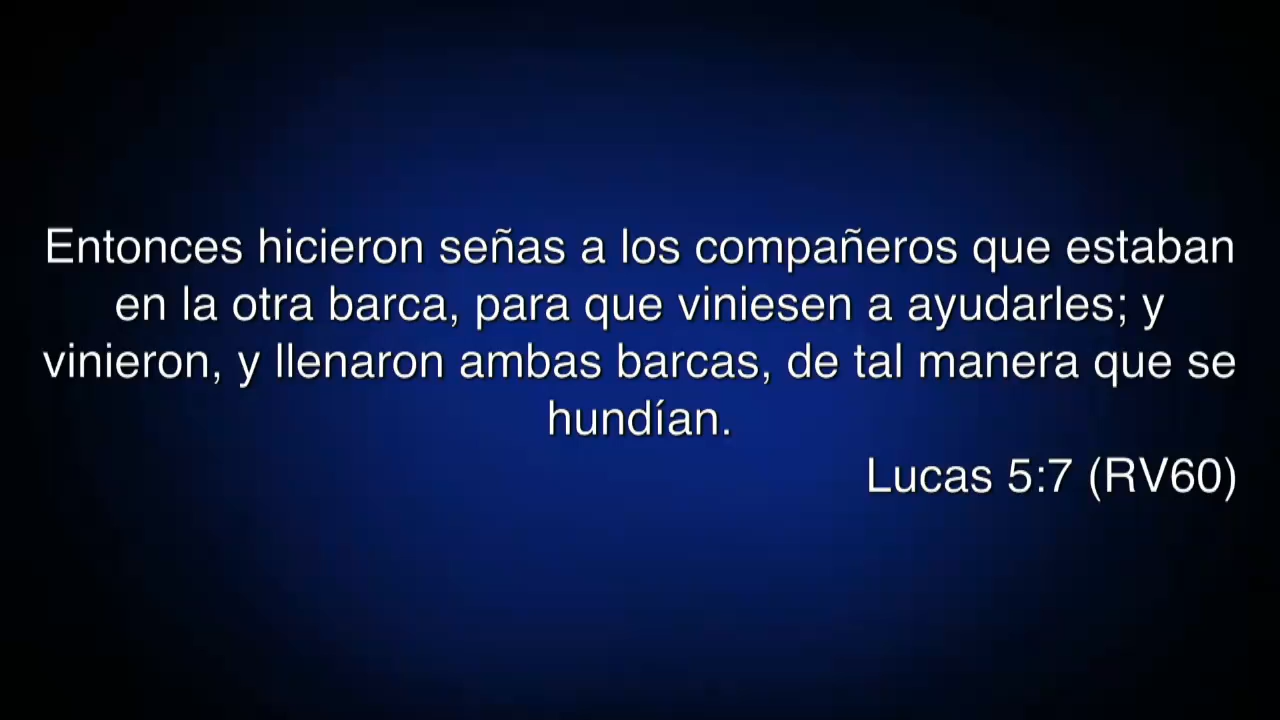 Entonces hicieron señas a los compañeros que estaban
en la otra barca, para que viniesen a ayudarles; y
vinieron, y llenaron ambas barcas, de tal manera que se
hundían.
Lucas 5:7 (RV60)